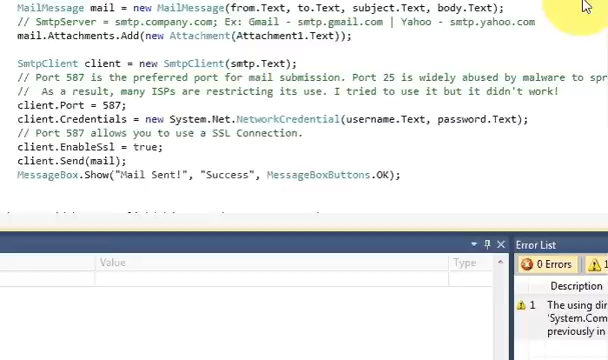 MailMessage mail = new MailMessage(from.Text, to.Text, subject.Text, body.Text);
// SmtpServer = smtp.company.com; Ex: Gmail - smtp.gmail.com | Yahoo - smtp.yahoo.com
mail.Attachments.Add(new Attachment(Attachment1.Text));
SmtpClient client = new SmtpClient(smtp.Text);
// Port 587 is the preferred port for mail submission. Port 25 is widely abused by malware to spr
// As a result, many ISPs are restricting its use. I tried to use it but it didn't work!
client.Port = 587;
client.Credentials = new System.Net.NetworkCredential(username.Text, password.Text);
// Port 587 allows you to use a SSL Connection.
client.EnableSsl = true;
client.Send(mail);
MessageBox.Show("Mail Sent!", "Success", MessageBoxButtons.OK);
Value Type
Error List
0 Errors 1
Description
1 The using dir
'System.Com
previously in